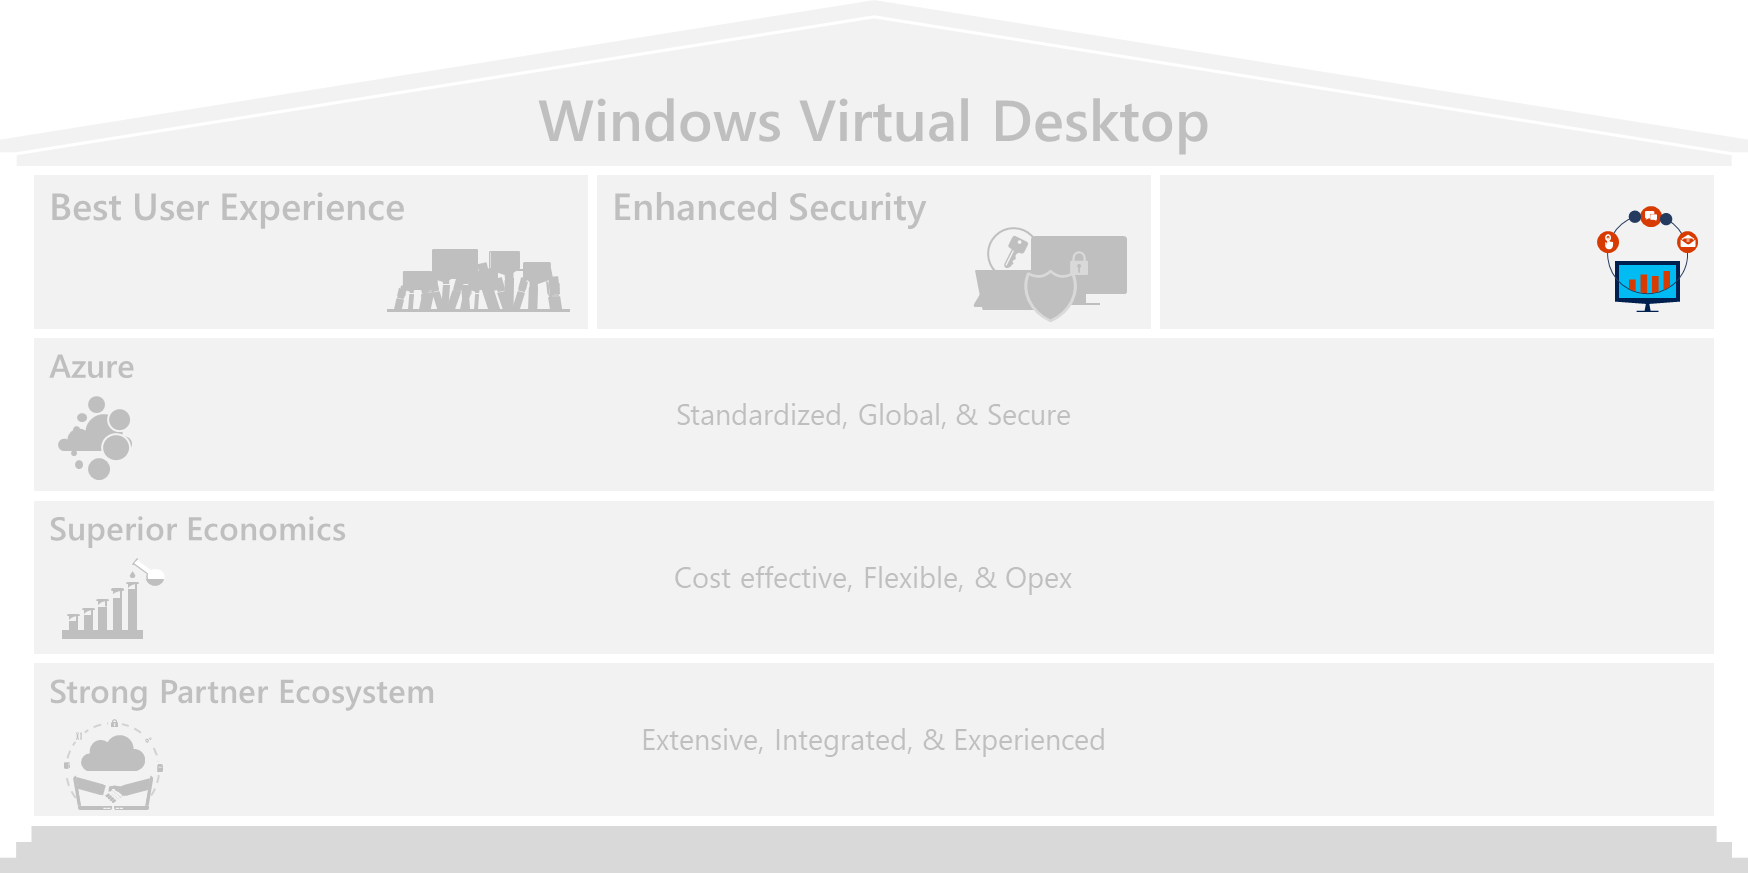 Windows Virtual Desktop
Best User Experience
Enhanced Security
Azure
Standardized, Global, & Secure
Superior Economics
Cost effective, Flexible, & Opex
Strong Partner Ecosystem
Extensive, Integrated, & Experienced